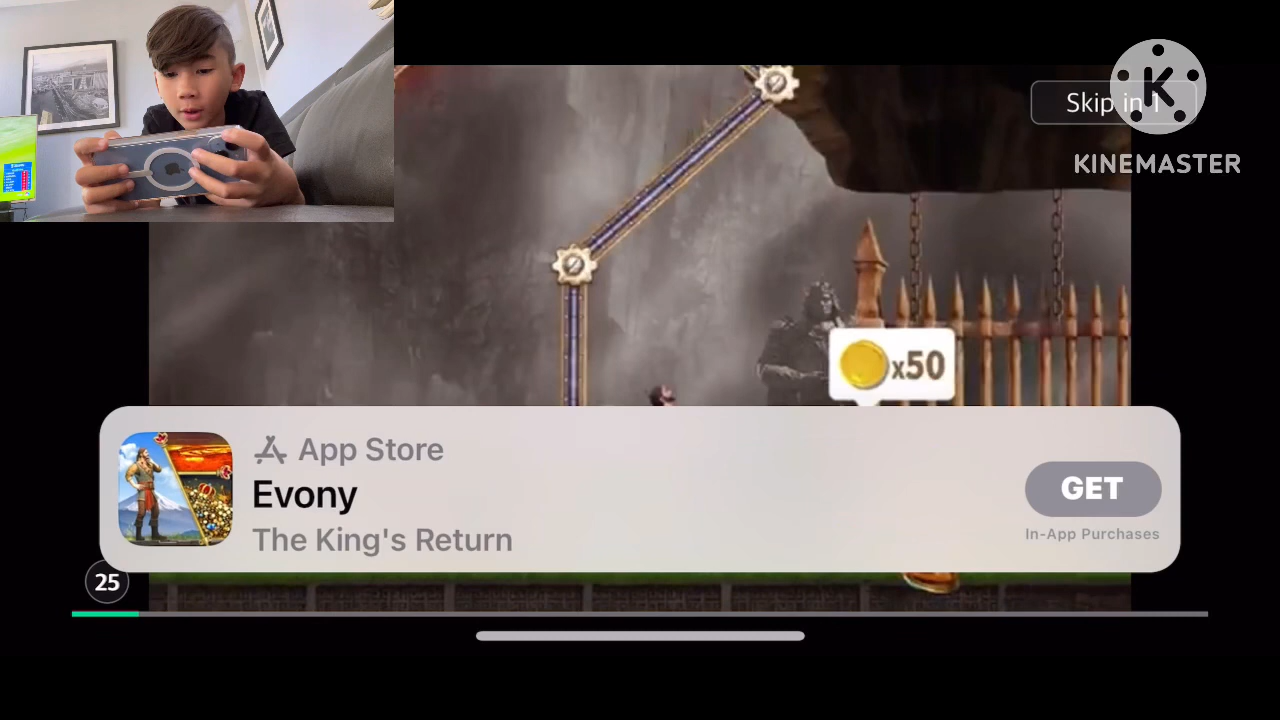 Skip in 1
K
KINEMASTER
x50
App Store
Evony
The King's Return
GET
In-App Purchases
25